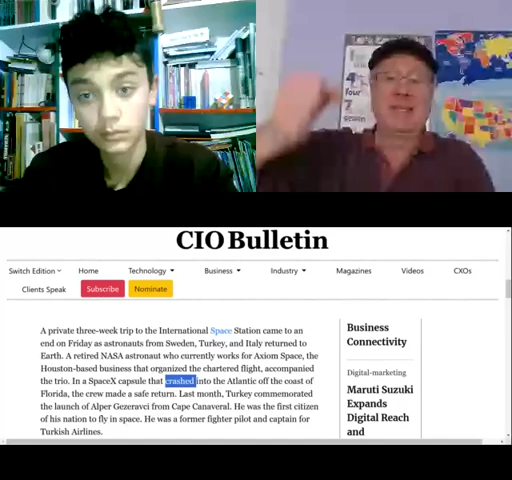 four
7
seven
CIO Bulletin
Switch Edition Home Technology Business Industry Magazines Videos CXOs
Clients Speak Subscribe Nominate
A private three-week trip to the International Space Station came to an
end on Friday as astronauts from Sweden, Turkey, and Italy returned to
Earth. A retired NASA astronaut who currently works for Axiom Space, the
Houston-based business that organized the chartered flight, accompanied
the trio. In a SpaceX capsule that crashed into the Atlantic off the coast of
Florida, the crew made a safe return. Last month, Turkey commemorated
the launch of Alper Gezeravci from Cape Canaveral. He was the first citizen
of his nation to fly in space. He was a former fighter pilot and captain for
Turkish Airlines.
Business
Connectivity
Digital-marketing
Maruti Suzuki
Expands
Digital Reach
and